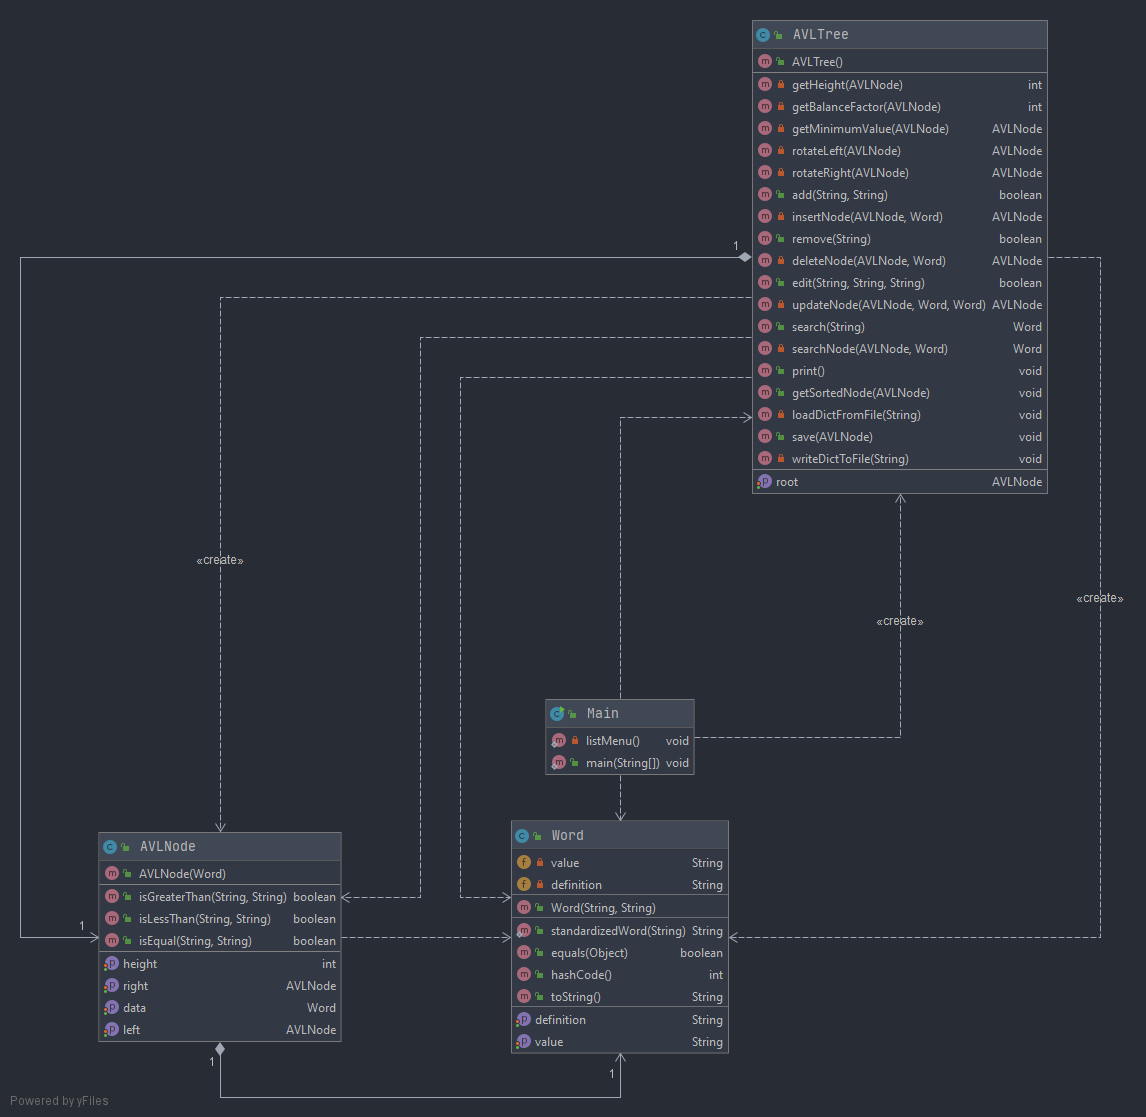 AVLTree
AVLTree()
getHeight(AVLNode) int
getBalanceFactor(AVLNode) int
getMinimumValue(AVLNode) AVLNode
rotateLeft(AVLNode) AVLNode
rotateRight(AVLNode) AVLNode
add(String, String) boolean
insertNode(AVLNode, Word) AVLNode
remove(String) boolean
deleteNode(AVLNode, Word) AVLNode
edit(String, String, String) boolean
updateNode(AVLNode, Word, Word) AVLNode
search(String) Word
searchNode(AVLNode, Word) Word
print() void
getSortedNode(AVLNode) void
loadDictFromFile(String) void
save(AVLNode) void
writeDictToFile(String) void
root AVLNode
1
«create»
«create»
«create»
Main
listMenu() void
main(String[]) void
AVLNode
AVLNode(Word)
isGreaterThan(String, String) boolean
isLessThan(String, String) boolean
isEqual(String, String) boolean
height int
right AVLNode
data Word
left AVLNode
1
1
Word
value String
definition String
Word(String, String)
standardizedWord(String) String
equals(Object) boolean
hashCode() int
toString() String
definition String
value String
1
Powered by yFiles